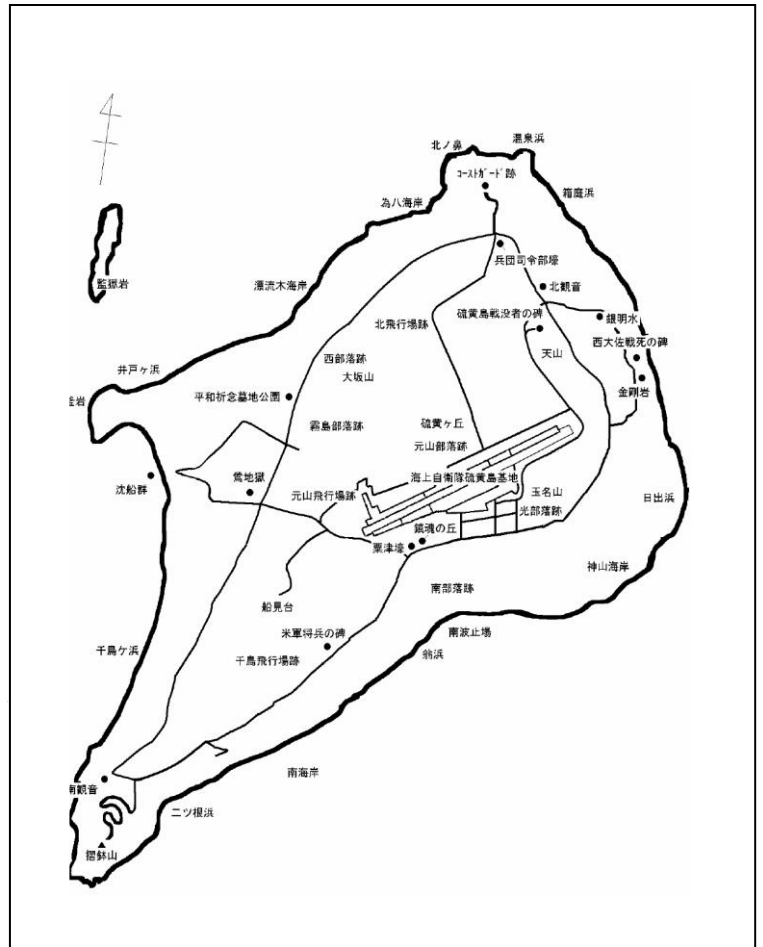 北ノ鼻
温泉浜
コーストガード跡
箱庭浜
為八海岸
兵団司令部壕
監獄岩
漂流木海岸
北観音
硫黄島戦没者の碑
銀明水
北飛行場跡
西大佐戦死の碑
天山
西部落跡
井戸ヶ浜
大坂山
金剛岩
平和祈念墓地公園
釜岩
霧島部落跡
硫黄ヶ丘
元山部落跡
沈船群
鶯地獄
海上自衛隊硫黄島基地
元山飛行場跡
玉名山
日出浜
光部落跡
鎮魂の丘
粟津壕
神山海岸
南部落跡
船見台
米軍将兵の碑
南波止場
千鳥ケ浜
千鳥飛行場跡
翁浜
南海岸
南観音
二ツ根浜
摺鉢山